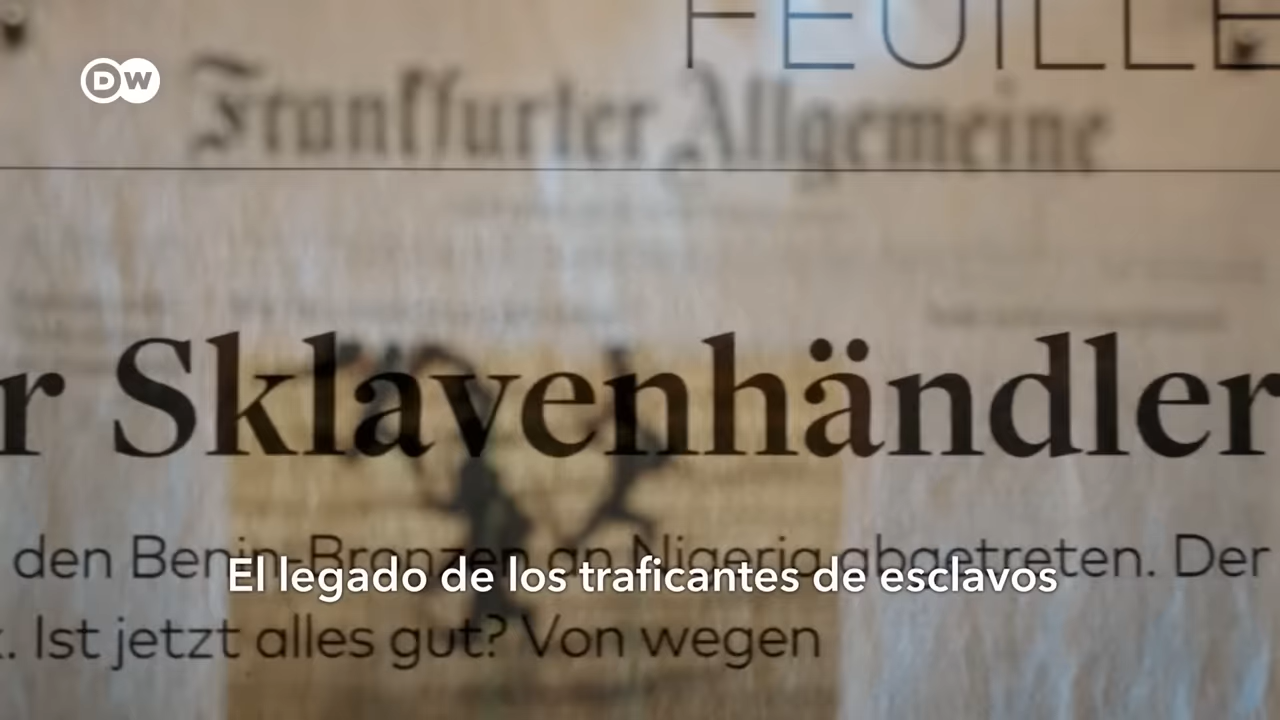 FEUILLE
DW
Frankfurter Allgemeine
r Sklavenhändler
den Benin-Bronzen an Nigeria abgetreten. Der
. Ist jetzt alles gut? Von wegen
El legado de los traficantes de esclavos